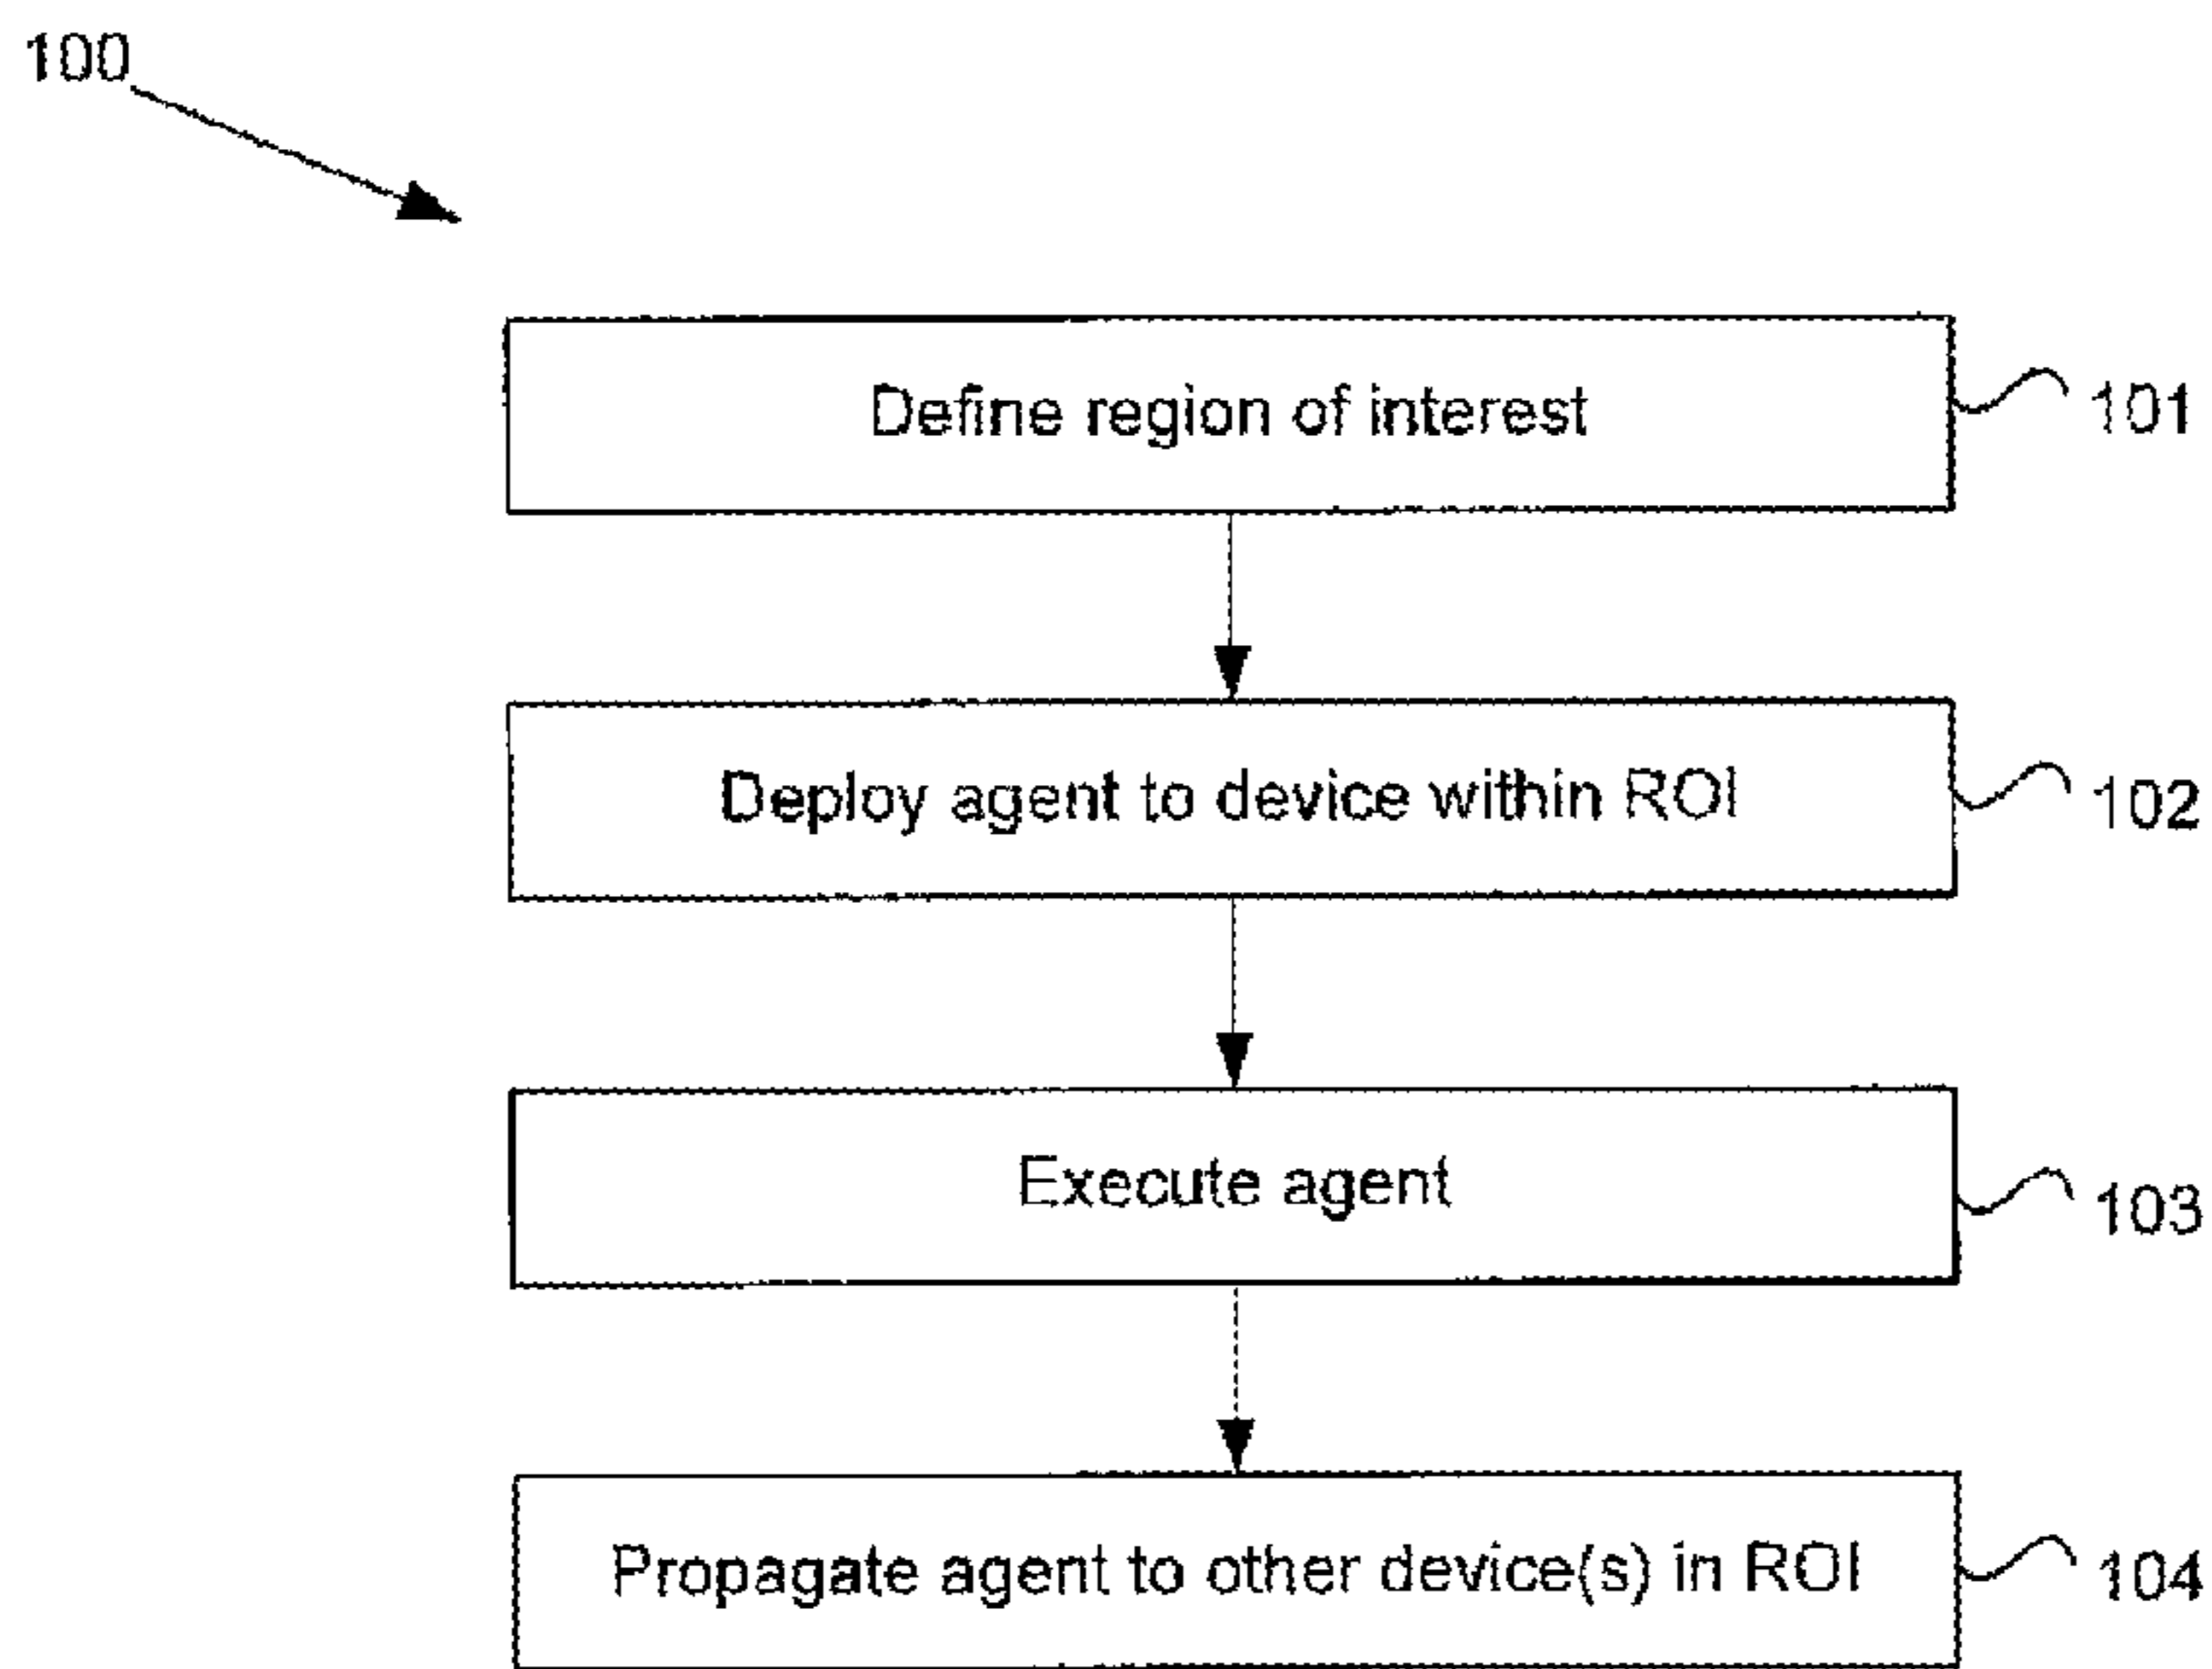 100
Define region of interest
101
Deploy agent to device within ROI
102
Execute agent
103
Propagate agent to other device(s) in ROI
104